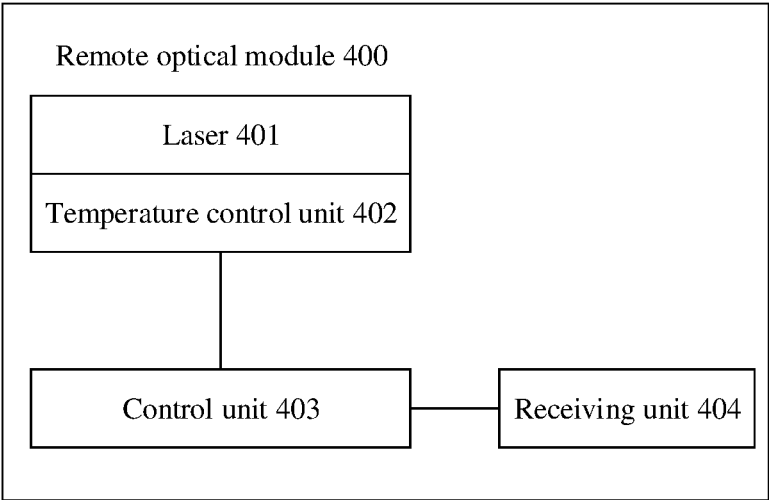 Remote optical module 400
Laser 401
Temperature control unit 402
Control unit 403
Receiving unit 404